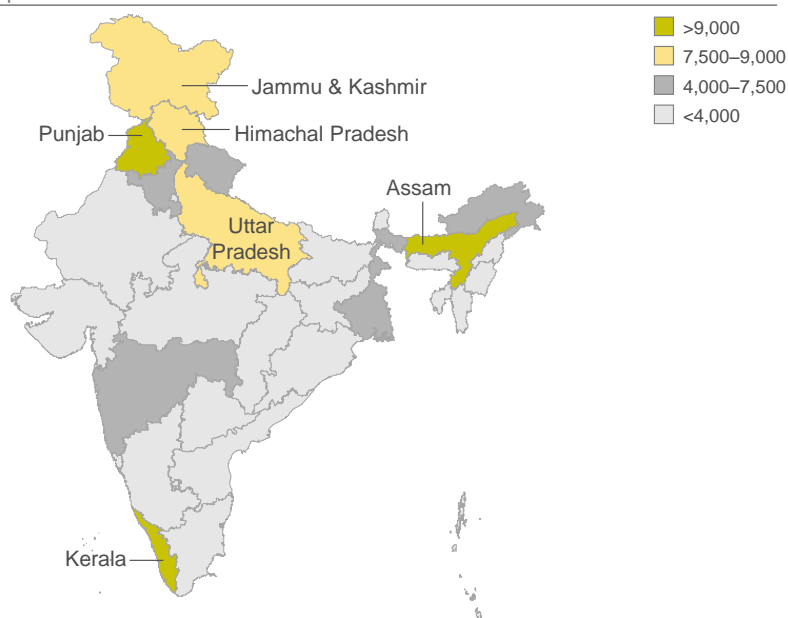 >9,000
7,500–9,000
4,000–7,500
<4,000
Jammu & Kashmir
Punjab
Himachal Pradesh
Assam
Uttar
Pradesh
Kerala